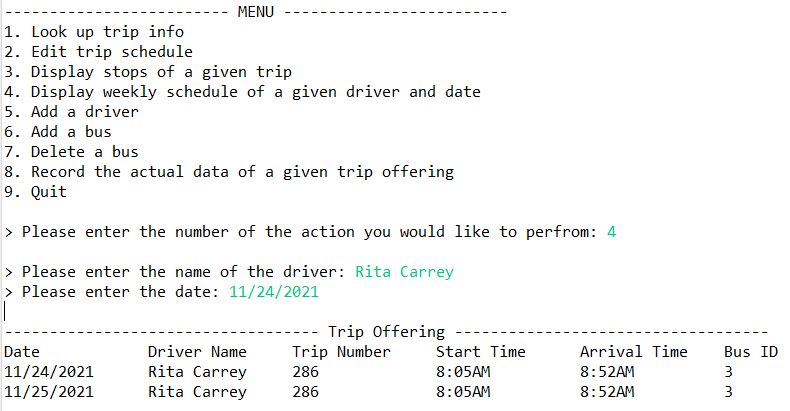 ------------------------- MENU -------------------------
1. Look up trip info
2. Edit trip schedule
3. Display stops of a given trip
4. Display weekly schedule of a given driver and date
5. Add a driver
6. Add a bus
7. Delete a bus
8. Record the actual data of a given trip offering
9. Quit
> Please enter the number of the action you would like to perfrom: 4
> Please enter the name of the driver: Rita Carrey
> Please enter the date: 11/24/2021
----------------------------------- Trip Offering -----------------------------------
Date Driver Name Trip Number Start Time Arrival Time Bus ID
11/24/2021 Rita Carrey 286 8:05AM 8:52AM 3
11/25/2021 Rita Carrey 286 8:05AM 8:52AM 3